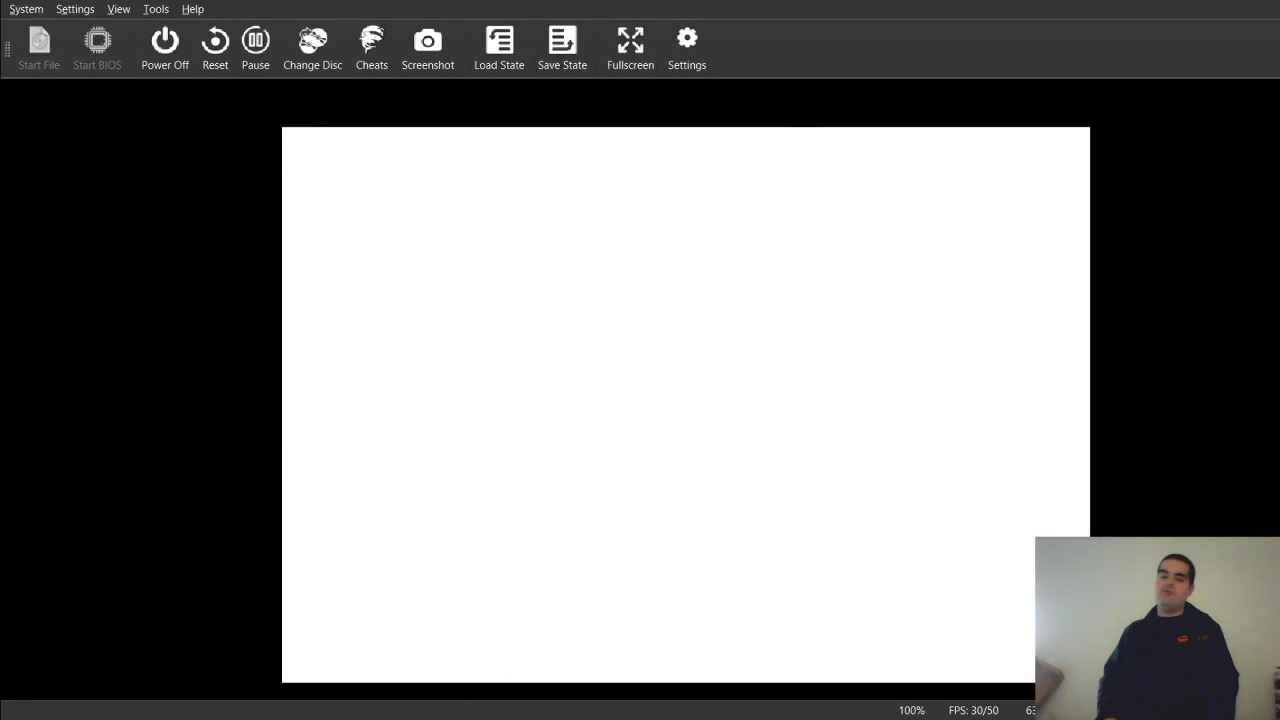 System Settings View Tools Help
Start File Start BIOS Power Off Reset Pause Change Disc Cheats Screenshot Load State Save State Fullscreen Settings
100% FPS: 30/50